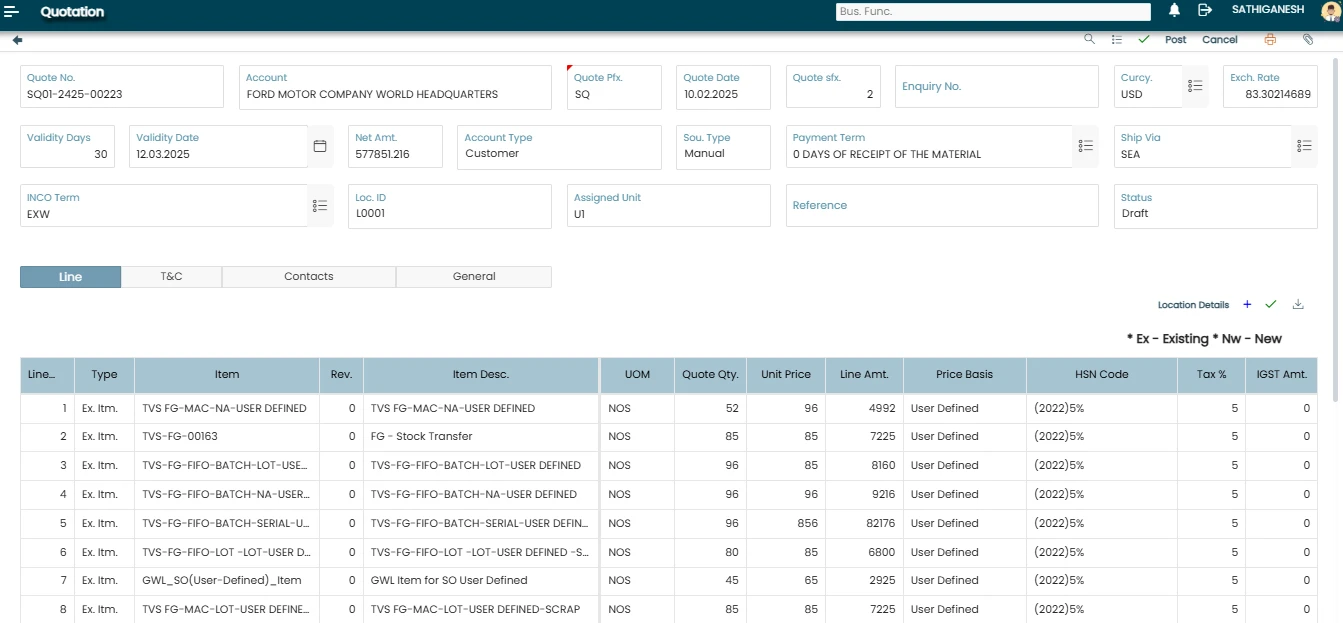 Quotation
Bus. Func.
SATHIGANESH
Post Cancel
Quote No.
SQ01-2425-00223
Account
FORD MOTOR COMPANY WORLD HEADQUARTERS
Quote Pfx.
SQ
Quote Date
10.02.2025
Quote sfx.
2
Enquiry No.
Curcy.
USD
Exch. Rate
83.30214689
Validity Days
30
Validity Date
12.03.2025
Net Amt.
577851.216
Account Type
Customer
Sou. Type
Manual
Payment Term
0 DAYS OF RECEIPT OF THE MATERIAL
Ship Via
SEA
INCO Term
EXW
Loc. ID
L0001
Assigned Unit
U1
Reference
Status
Draft
Line T&C Contacts General
Location Details
* Ex - Existing * Nw - New
Line... Type Item Rev. Item Desc. UOM Quote Qty. Unit Price Line Amt. Price Basis HSN Code Tax % IGST Amt.
1 Ex. Itm. TVS FG-MAC-NA-USER DEFINED 0 TVS FG-MAC-NA-USER DEFINED NOS 52 96 4992 User Defined (2022)5% 5 0
2 Ex. Itm. TVS-FG-00163 0 FG - Stock Transfer NOS 85 85 7225 User Defined (2022)5% 5 0
3 Ex. Itm. TVS-FG-FIFO-BATCH-LOT-USE... 0 TVS-FG-FIFO-BATCH-LOT-USER DEFINED NOS 96 85 8160 User Defined (2022)5% 5 0
4 Ex. Itm. TVS-FG-FIFO-BATCH-NA-USER... 0 TVS-FG-FIFO-BATCH-NA-USER DEFINED NOS 96 96 9216 User Defined (2022)5% 5 0
5 Ex. Itm. TVS-FG-FIFO-BATCH-SERIAL-U... 0 TVS-FG-FIFO-BATCH-SERIAL-USER DEFIN... NOS 96 856 82176 User Defined (2022)5% 5 0
6 Ex. Itm. TVS-FG-FIFO-LOT -LOT-USER D... 0 TVS-FG-FIFO-LOT -LOT-USER DEFINED -S... NOS 80 85 6800 User Defined (2022)5% 5 0
7 Ex. Itm. GWL_SO(User-Defined)_Item 0 GWL Item for SO User Defined NOS 45 65 2925 User Defined (2022)5% 5 0
8 Ex. Itm. TVS FG-MAC-LOT-USER DEFINE... 0 TVS FG-MAC-LOT-USER DEFINED-SCRAP NOS 85 85 7225 User Defined (2022)5% 5 0